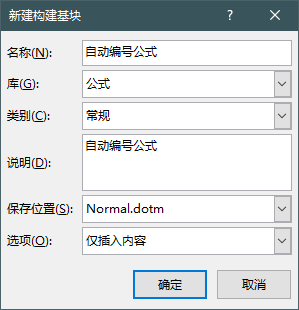 新建构建基块
?
名称(N):
自动编号公式
库(G):
公式
类别(C):
常规
说明(D):
自动编号公式
保存位置(S):
Normal.dotm
选项(O):
仅插入内容
确定
取消